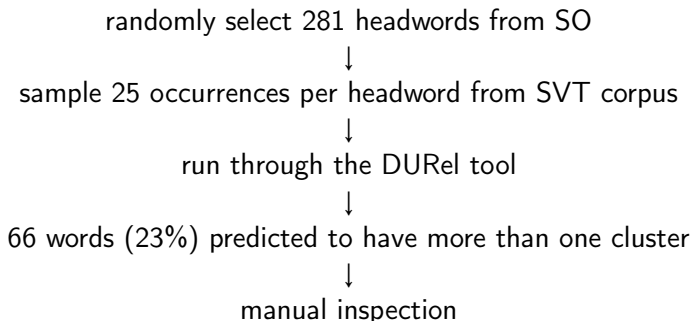 randomly select 281 headwords from SO
↓
sample 25 occurrences per headword from SVT corpus
↓
run through the DURel tool
↓
66 words (23%) predicted to have more than one cluster
↓
manual inspection